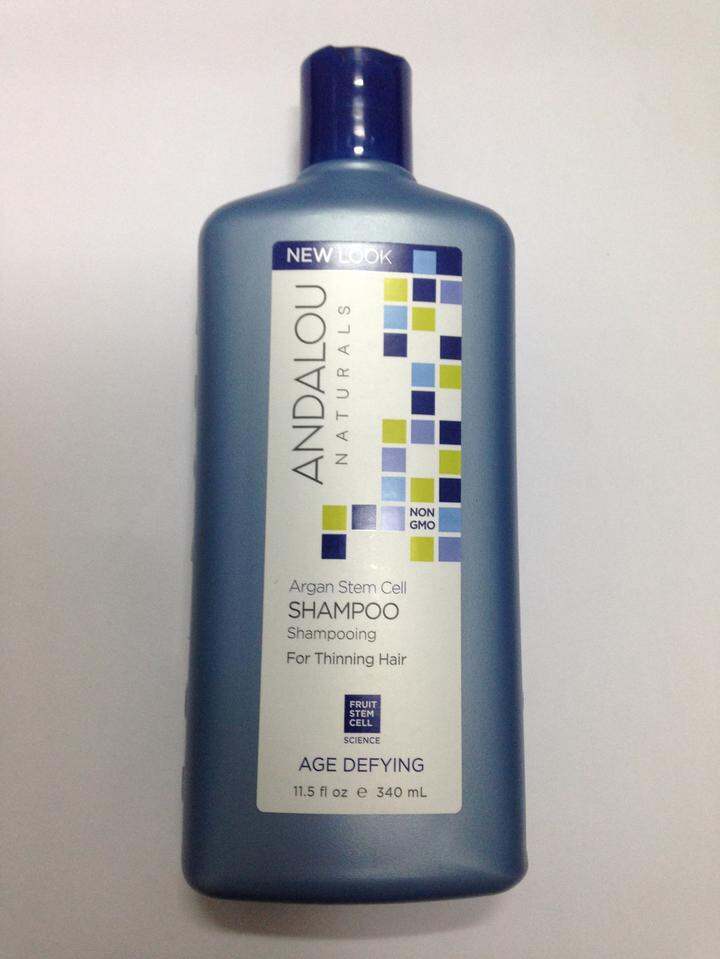 NEW LOOK
ANDALOU
NATURALS
NON
GMO
Argan Stem Cell
SHAMPOO
Shampooing
For Thinning Hair
FRUIT
STEM
CELL
SCIENCE
AGE DEFYING
11.5 fl oz ℮ 340 mL